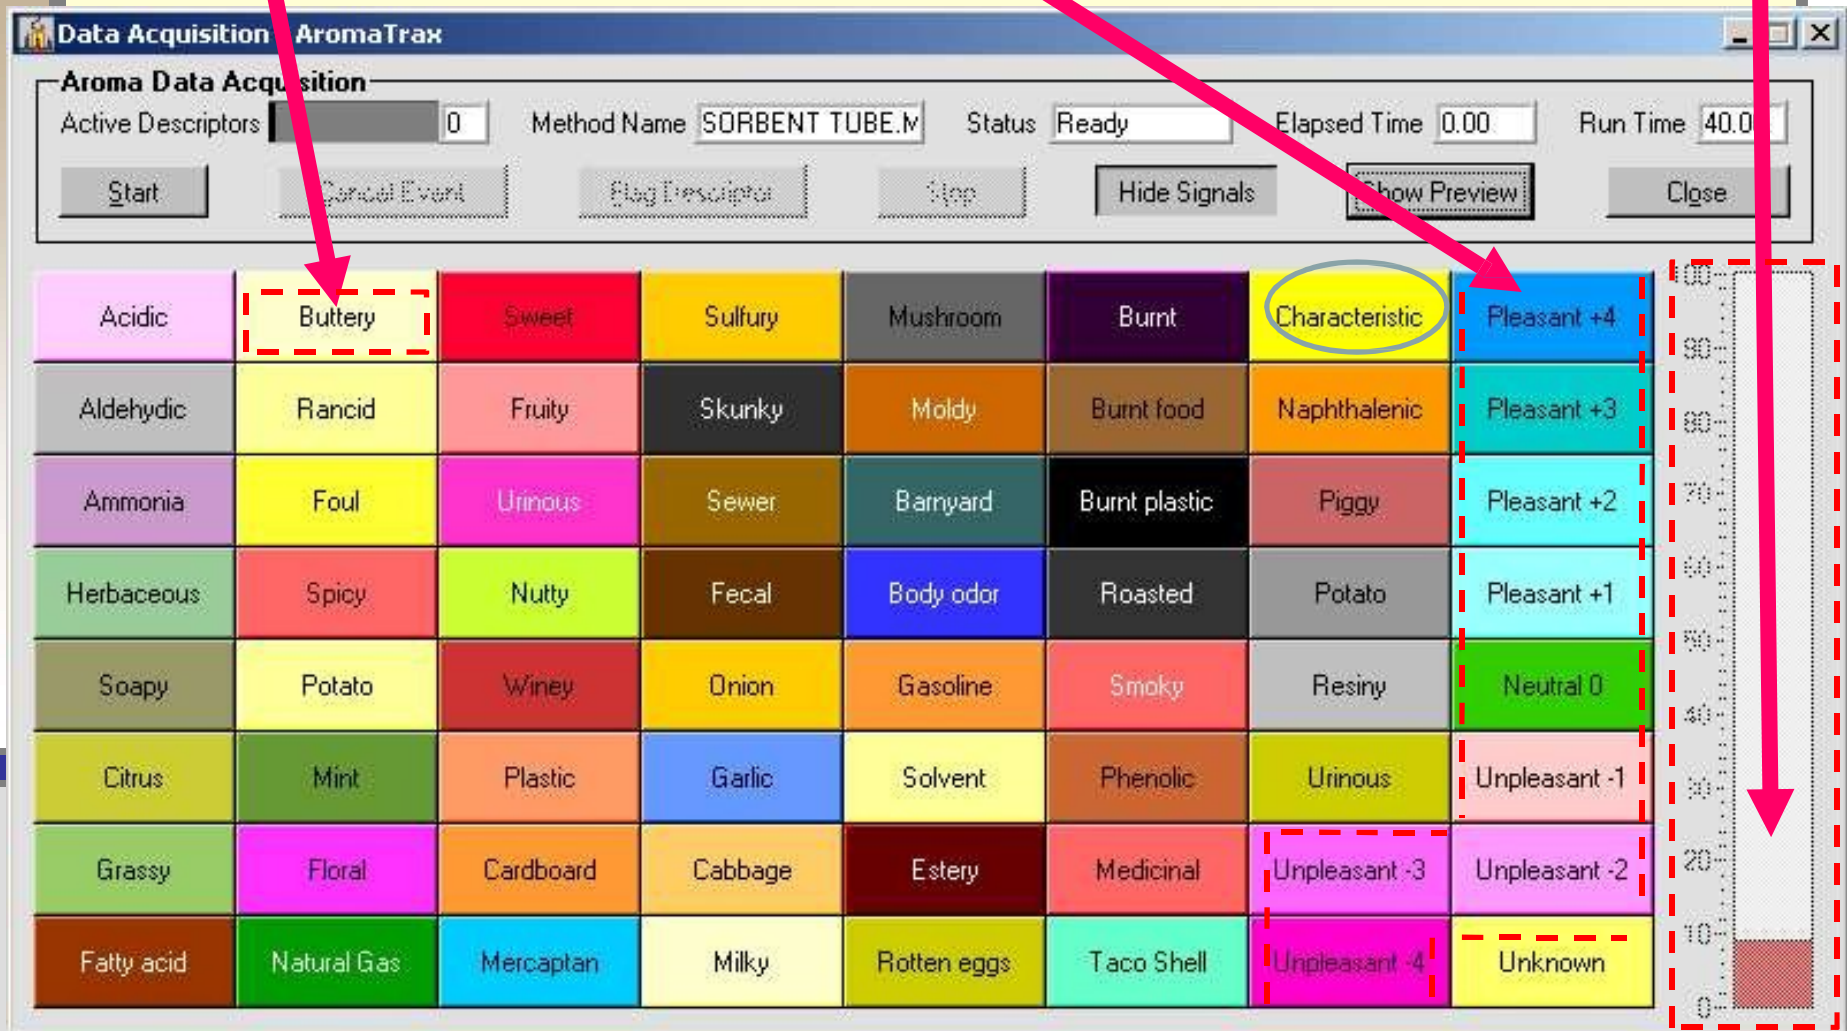 Data Acquisition AromaTrax
Aroma Data Acquisition
Active Descriptors 0 Method Name SORBENT TUBE.M Status Ready Elapsed Time 0.00 Run Time 40.0
Start Cancel Event Flag Descriptor Stop Hide Signals Show Preview Close
Acidic Buttery Sweet Sulfury Mushroom Burnt Characteristic Pleasant +4
Aldehydic Rancid Fruity Skunky Moldy Burnt food Naphthalenic Pleasant +3
Ammonia Foul Urinous Sewer Barnyard Burnt plastic Piggy Pleasant +2
Herbaceous Spicy Nutty Fecal Body odor Roasted Potato Pleasant +1
Soapy Potato Winey Onion Gasoline Smoky Resiny Neutral 0
Citrus Mint Plastic Garlic Solvent Phenolic Urinous Unpleasant -1
Grassy Floral Cardboard Cabbage Estery Medicinal Unpleasant -3 Unpleasant -2
Fatty acid Natural Gas Mercaptan Milky Rotten eggs Taco Shell Unpleasant -4 Unknown
100
90
80
70
60
50
40
30
20
10
0